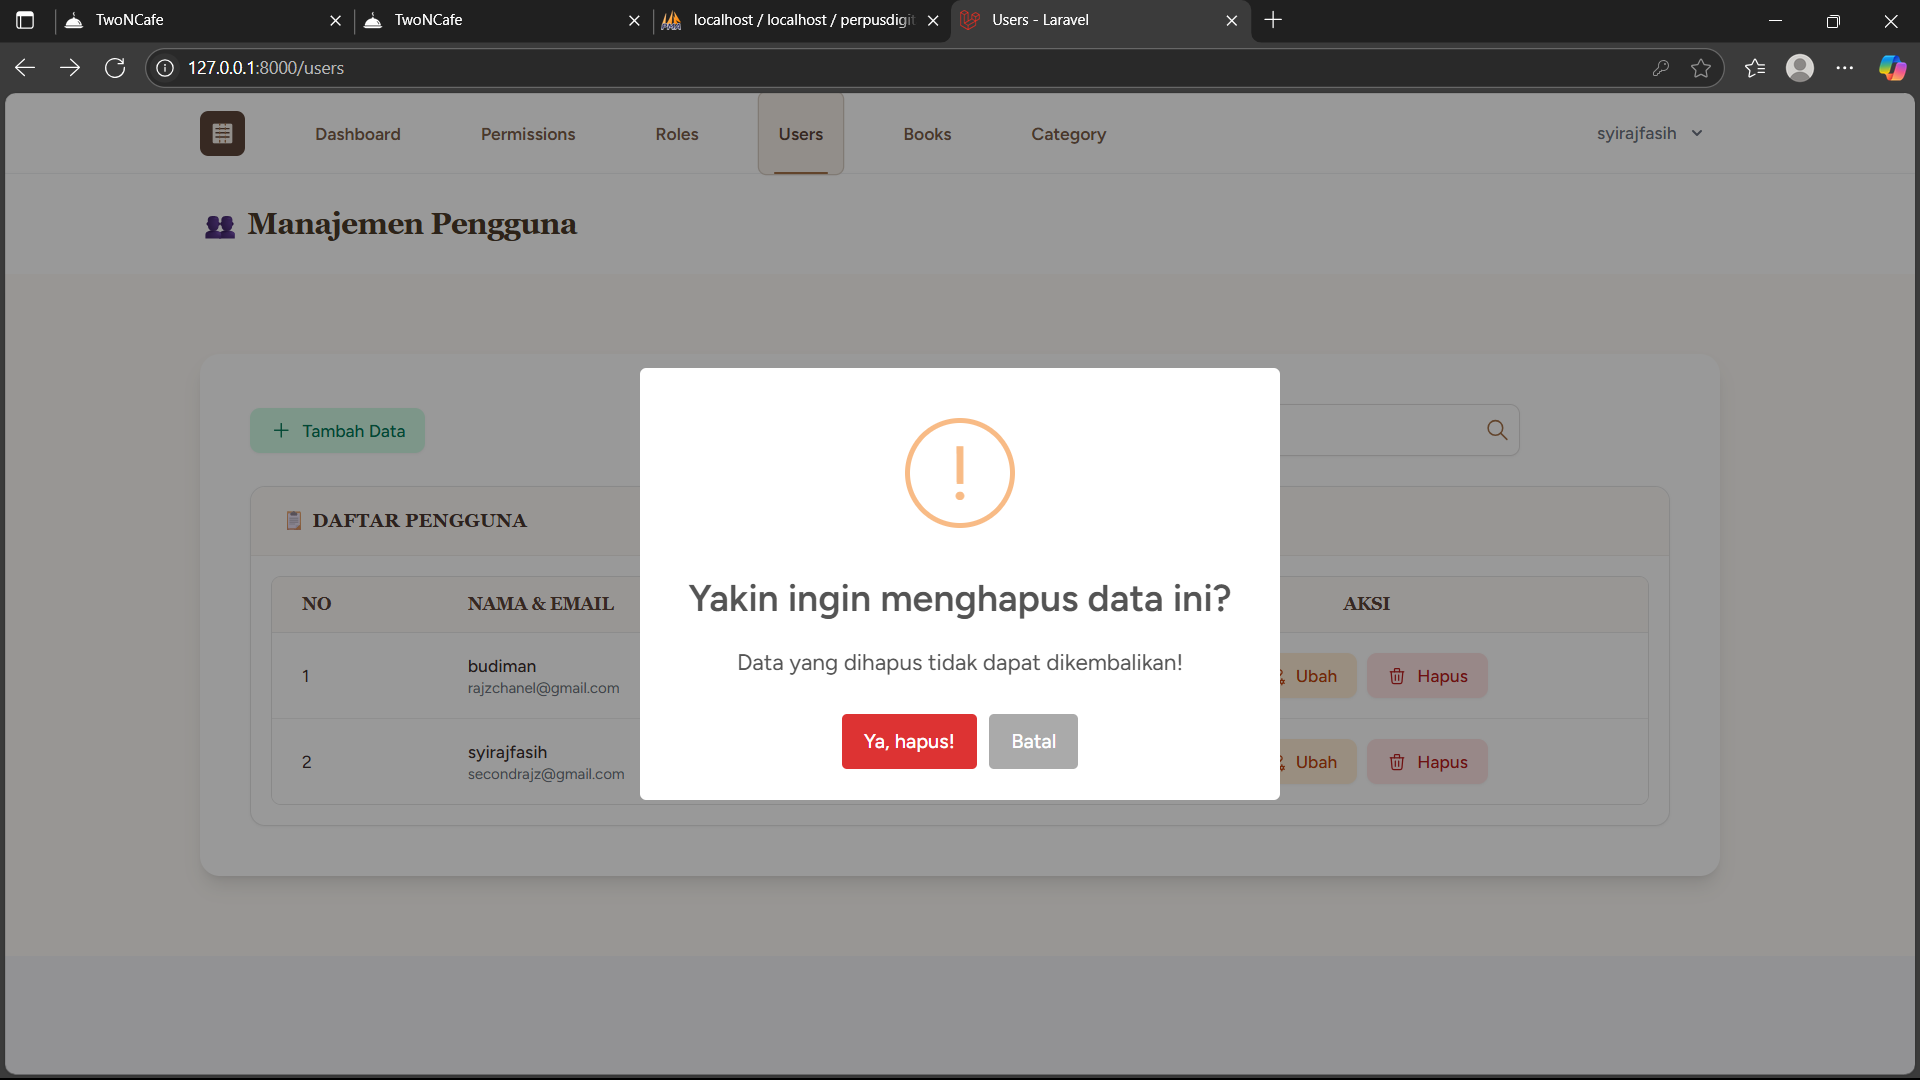 TwoNCafe
TwoNCafe
localhost / localhost / perpusdigit
Users - Laravel
127.0.0.1:8000/users
Dashboard
Permissions
Roles
Users
Books
Category
syirajfasih
Manajemen Pengguna
+ Tambah Data
DAFTAR PENGGUNA
NO
NAMA & EMAIL
AKSI
1
budiman
rajzchanel@gmail.com
Ubah
Hapus
2
syirajfasih
secondrajz@gmail.com
Ubah
Hapus
!
Yakin ingin menghapus data ini?
Data yang dihapus tidak dapat dikembalikan!
Ya, hapus!
Batal